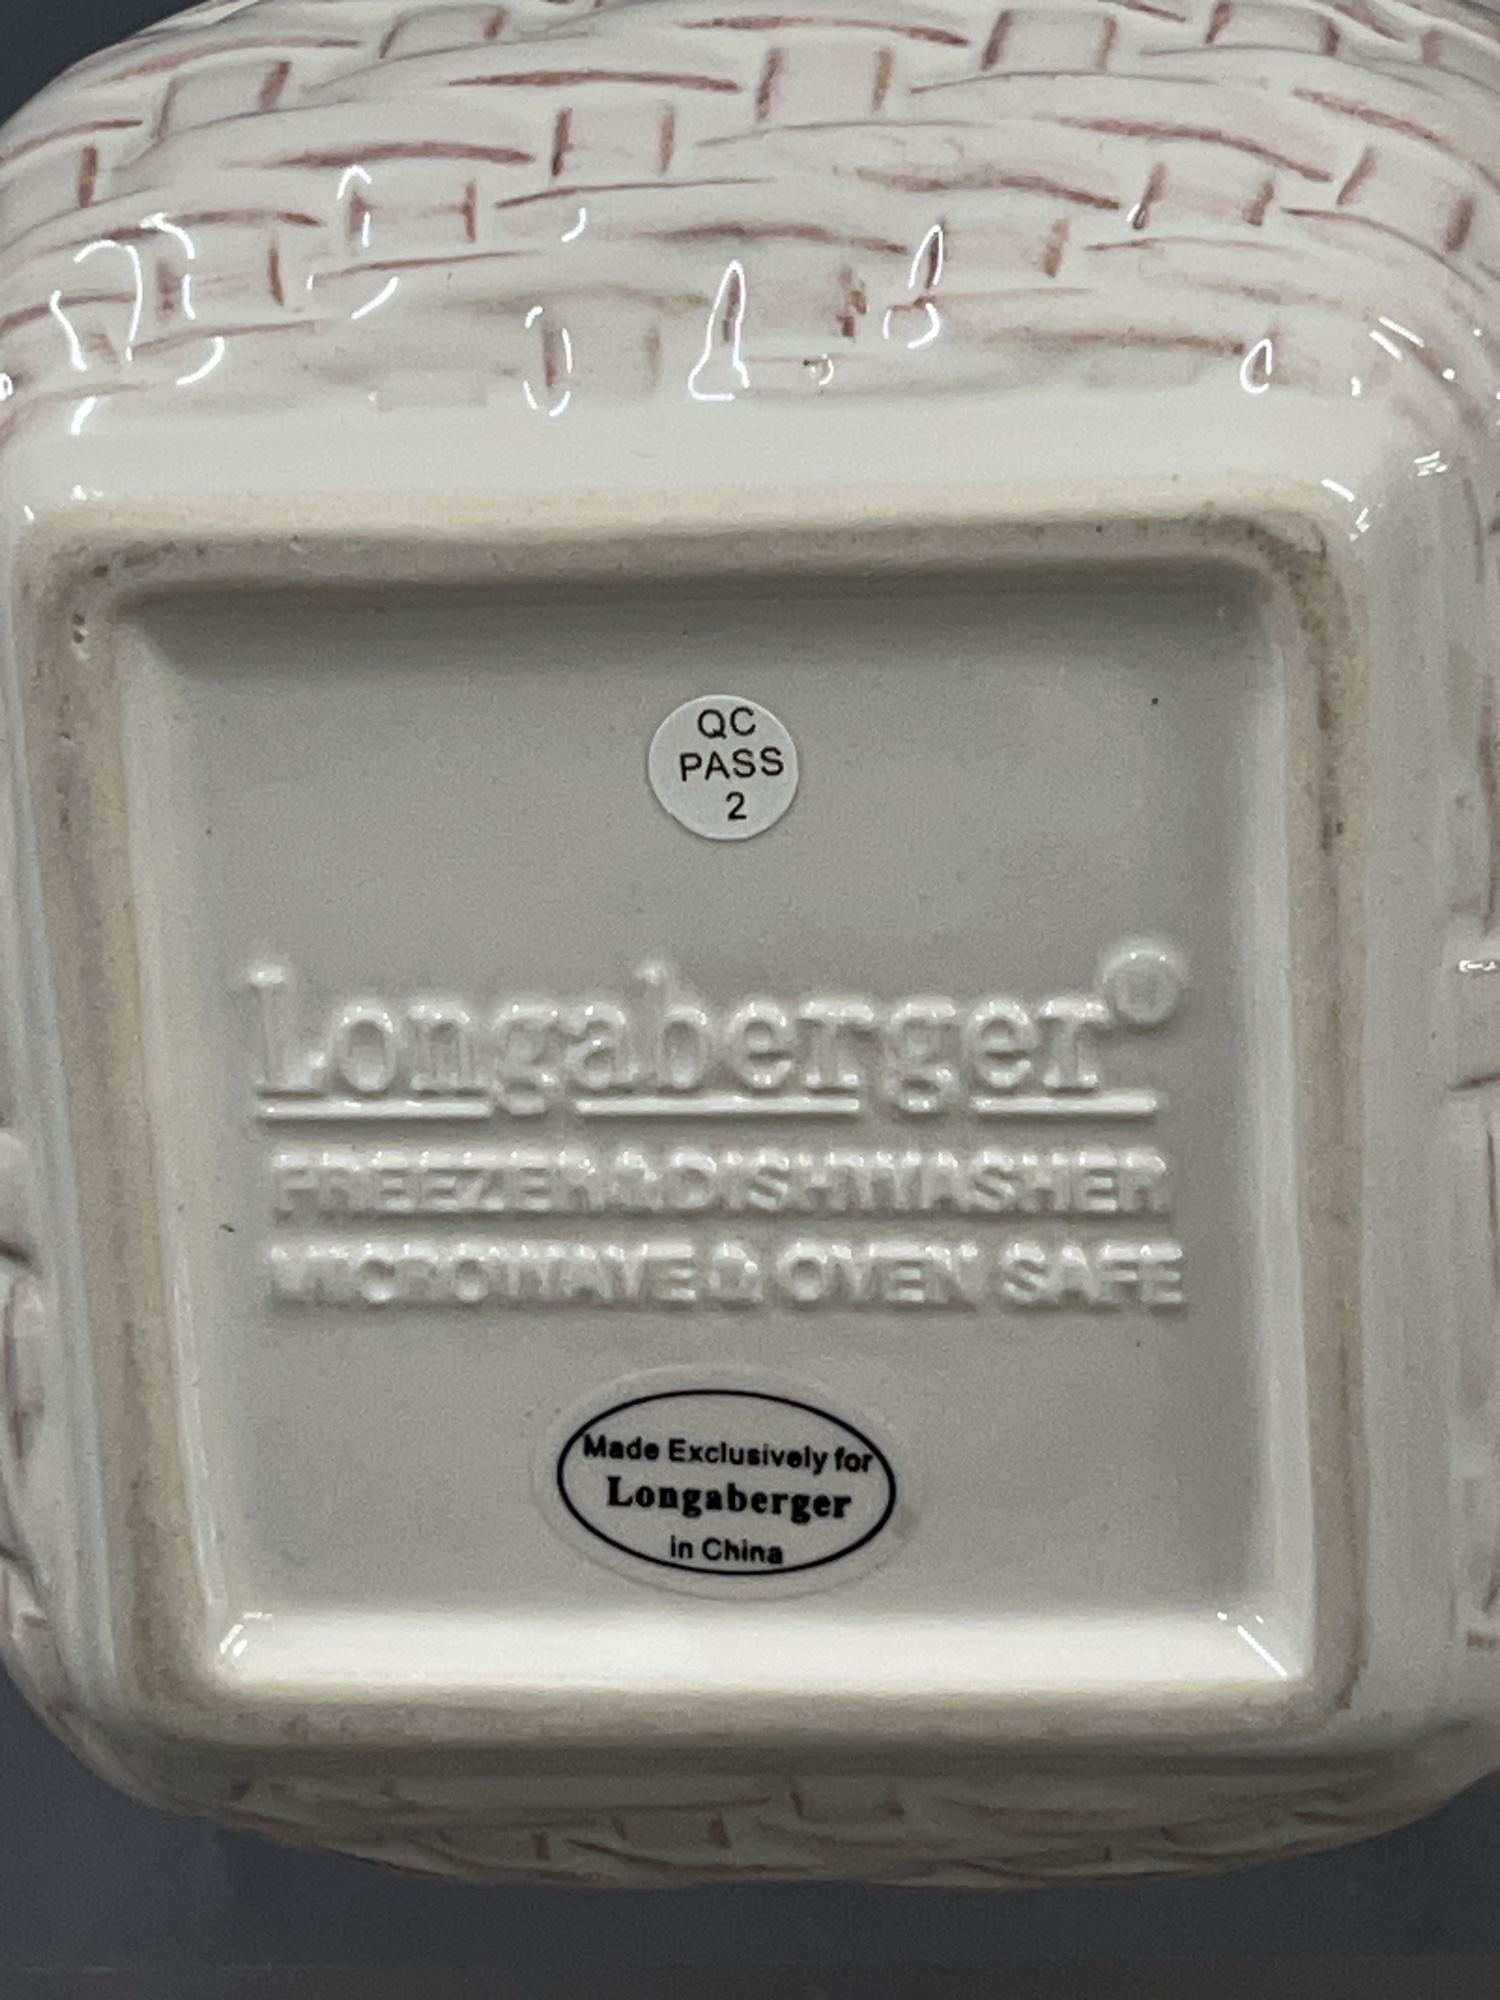 QC
PASS
2
Longaberger®
FREEZER & DISHWASHER
MICROWAVE & OVEN SAFE
Made Exclusively for
Longaberger
in China